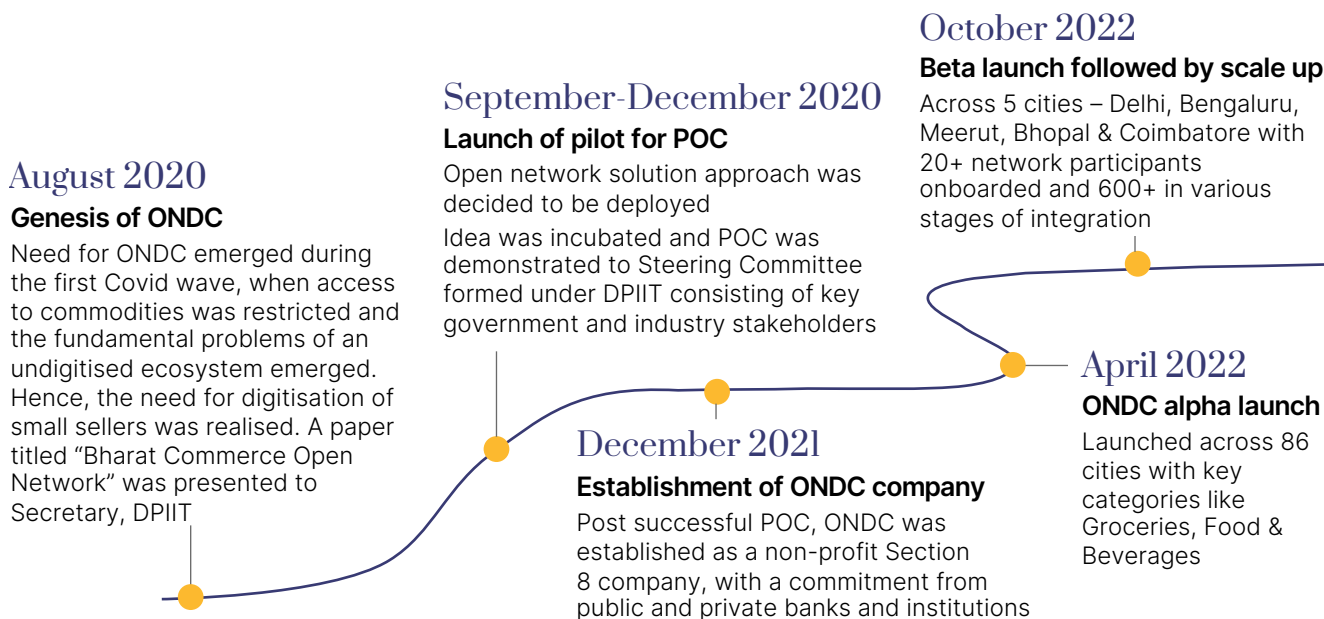 August 2020
Genesis of ONDC
Need for ONDC emerged during
the first Covid wave, when access
to commodities was restricted and
the fundamental problems of an
undigitised ecosystem emerged.
Hence, the need for digitisation of
small sellers was realised. A paper
titled “Bharat Commerce Open
Network” was presented to
Secretary, DPIIT
September-December 2020
Launch of pilot for POC
Open network solution approach was
decided to be deployed
Idea was incubated and POC was
demonstrated to Steering Committee
formed under DPIIT consisting of key
government and industry stakeholders
December 2021
Establishment of ONDC company
Post successful POC, ONDC was
established as a non-profit Section
8 company, with a commitment from
public and private banks and institutions
April 2022
ONDC alpha launch
Launched across 86
cities with key
categories like
Groceries, Food &
Beverages
October 2022
Beta launch followed by scale up
Across 5 cities – Delhi, Bengaluru,
Meerut, Bhopal & Coimbatore with
20+ network participants
onboarded and 600+ in various
stages of integration